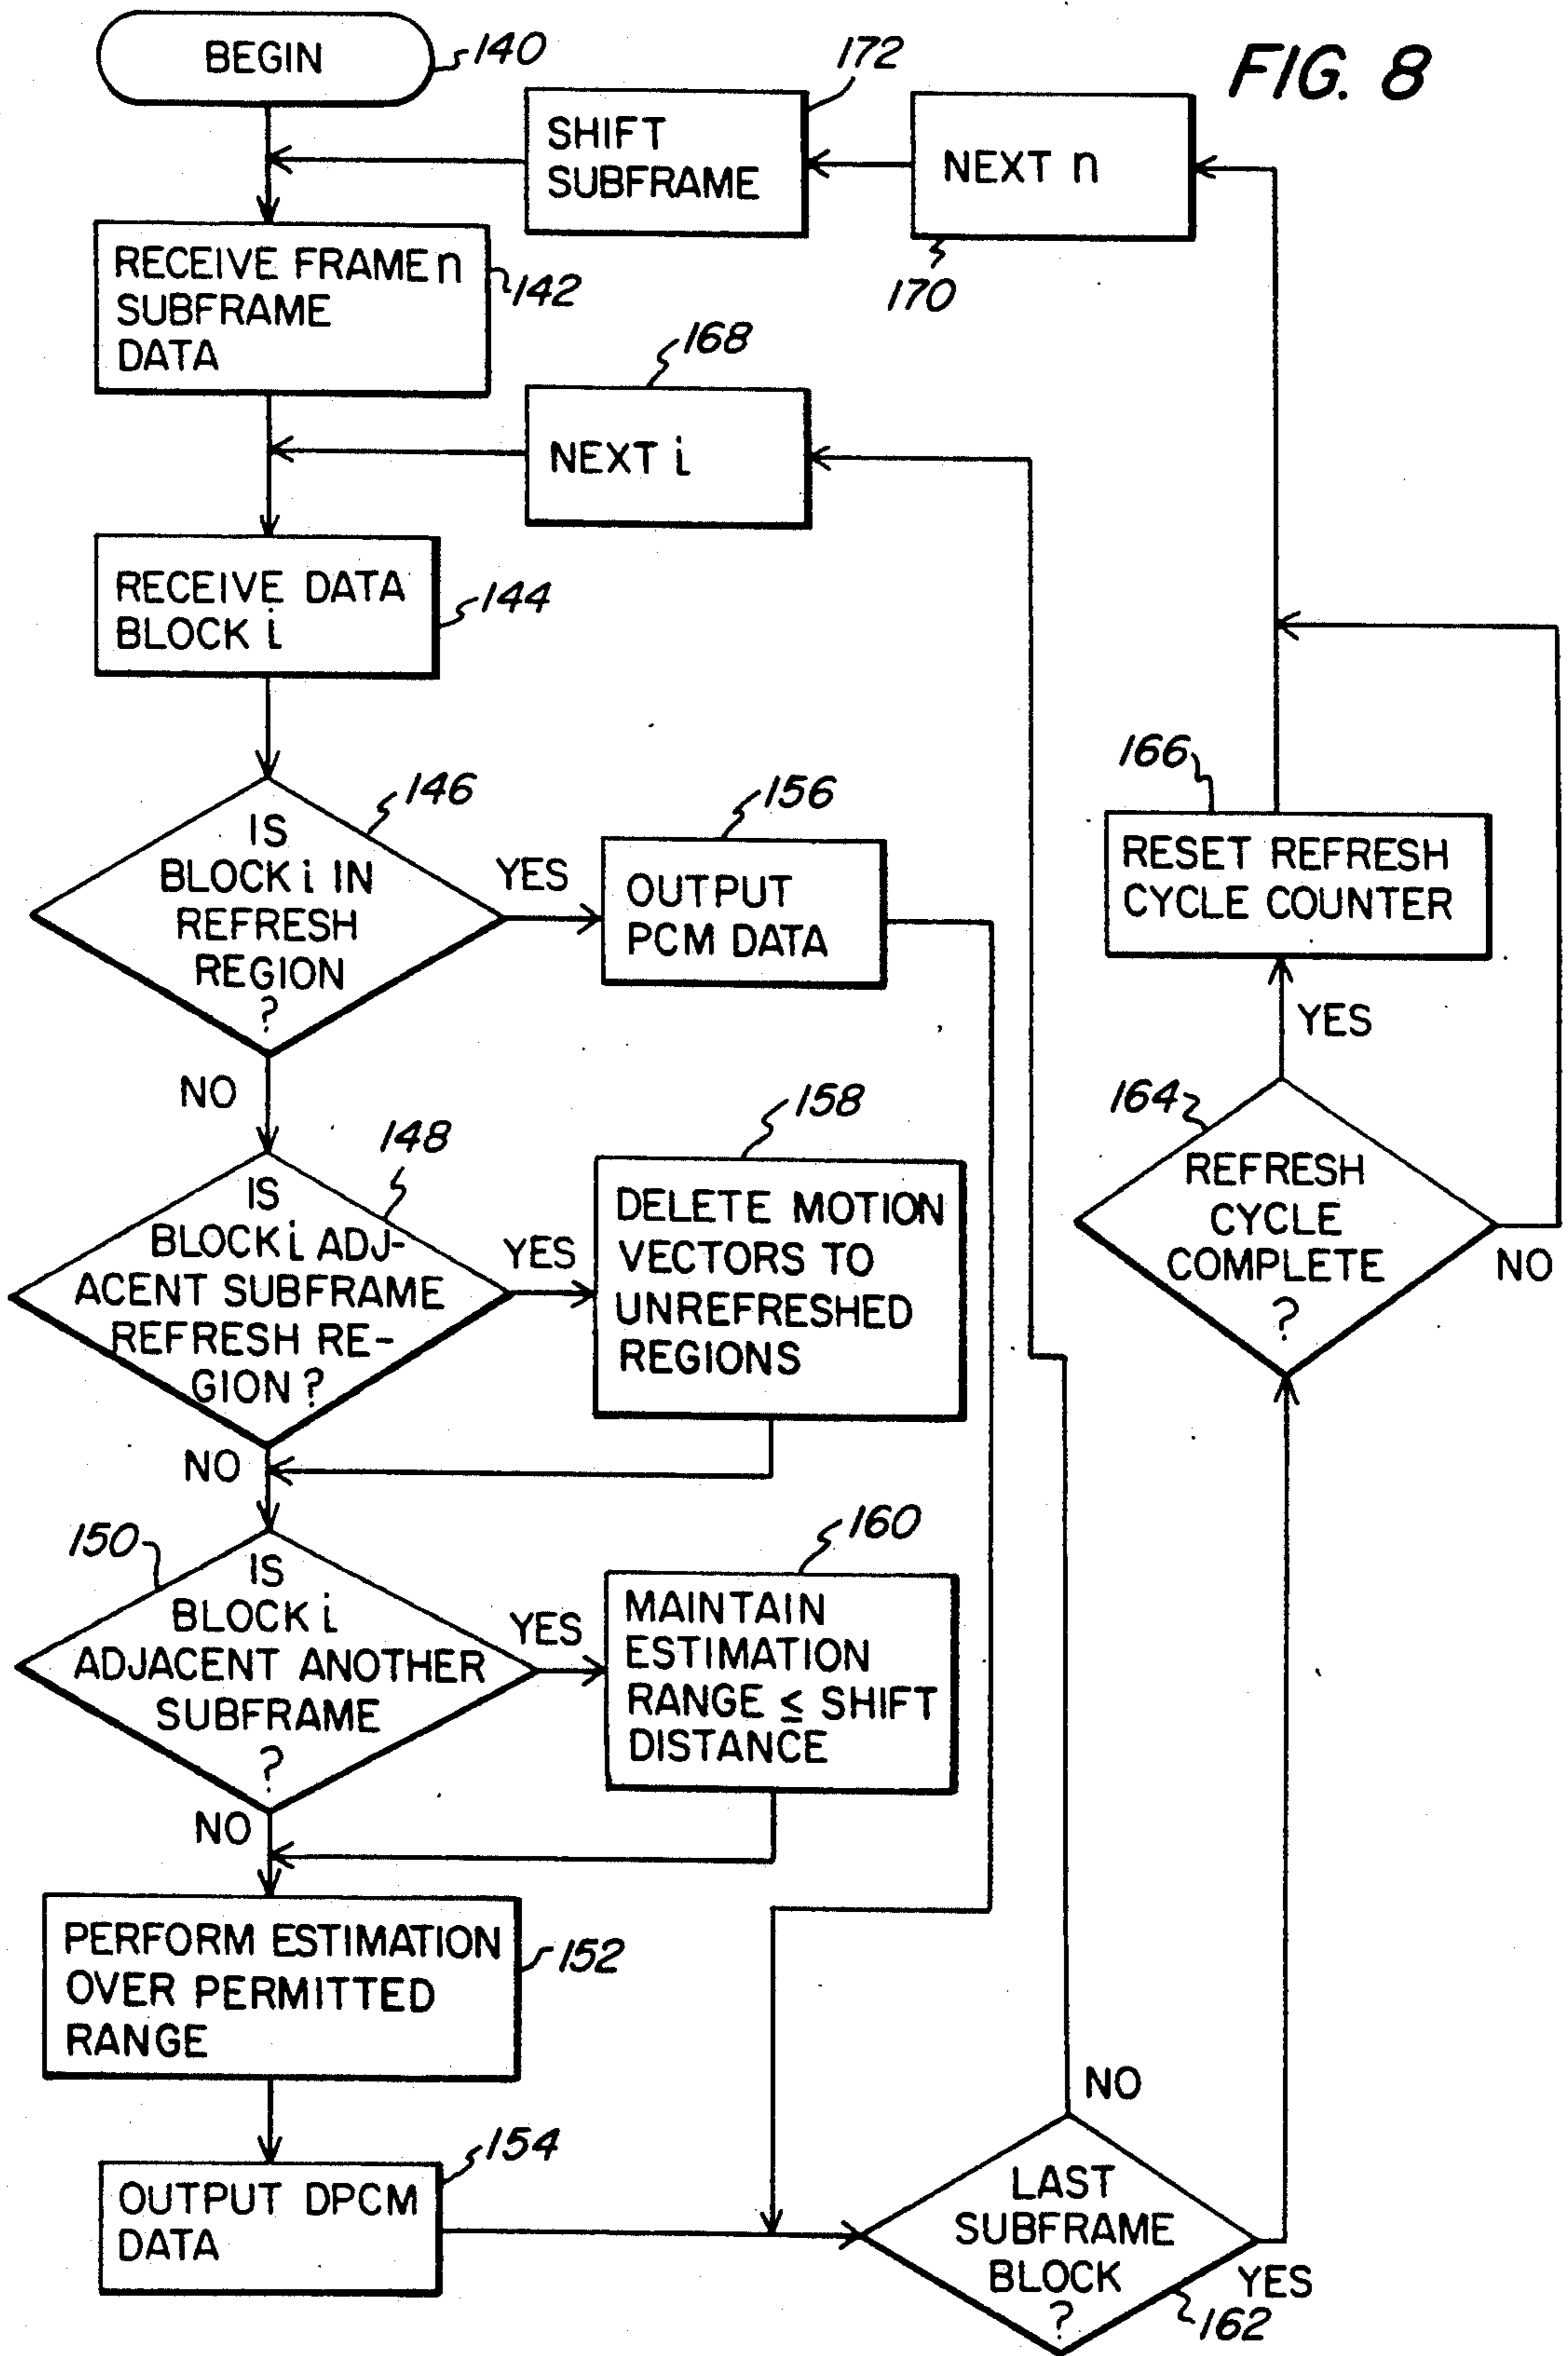 FIG. 8
BEGIN
140
SHIFT
SUBFRAME
172
NEXT n
170
RECEIVE FRAME n
SUBFRAME
DATA
142
NEXT i
168
RECEIVE DATA
BLOCK i
144
IS
BLOCK i IN
REFRESH
REGION
?
146
YES
NO
OUTPUT
PCM DATA
156
RESET REFRESH
CYCLE COUNTER
166
YES
IS
BLOCK i ADJ-
ACENT SUBFRAME
REFRESH RE-
GION ?
148
YES
NO
DELETE MOTION
VECTORS TO
UNREFRESHED
REGIONS
158
REFRESH
CYCLE
COMPLETE
?
164
NO
IS
BLOCK i
ADJACENT ANOTHER
SUBFRAME
?
150
YES
NO
MAINTAIN
ESTIMATION
RANGE ≤ SHIFT
DISTANCE
160
PERFORM ESTIMATION
OVER PERMITTED
RANGE
152
OUTPUT DPCM
DATA
154
NO
LAST
SUBFRAME
BLOCK
?
YES
162